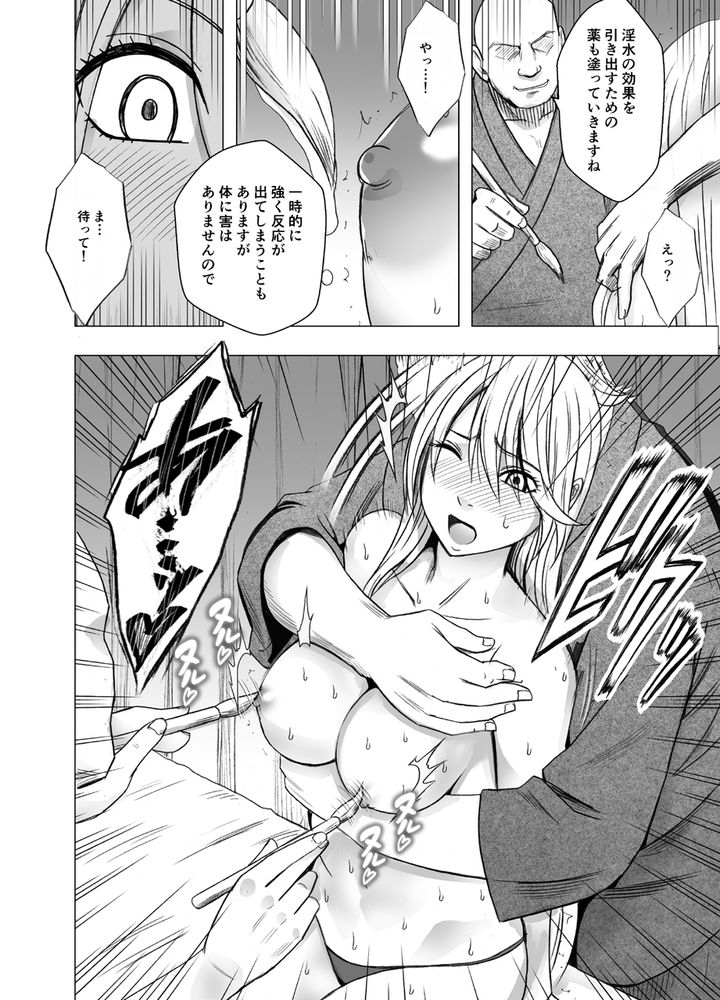 淫水の効果を
引き出すための
薬も塗っていきますね
えっ？
やっ…！
一時的に
強く反応が
出てしまうことも
ありますが
体に害は
ありませんので
ま…
待って！
ビクッ
ヌル
ヌル
ヌル
ヌル